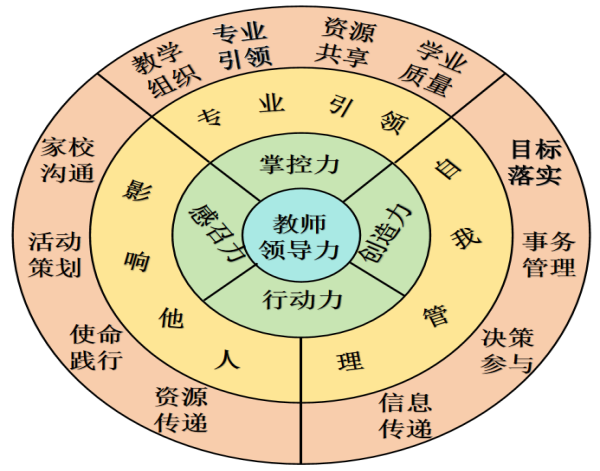 教学
组织
专业
引领
资源
共享
学业
质量
专业引领
家校
沟通
活动
策划
使命
践行
资源
传递
影响他人
目标
落实
事务
管理
决策
参与
信息
传递
自我管理
掌控力
感召力
创造力
行动力
教师
领导力